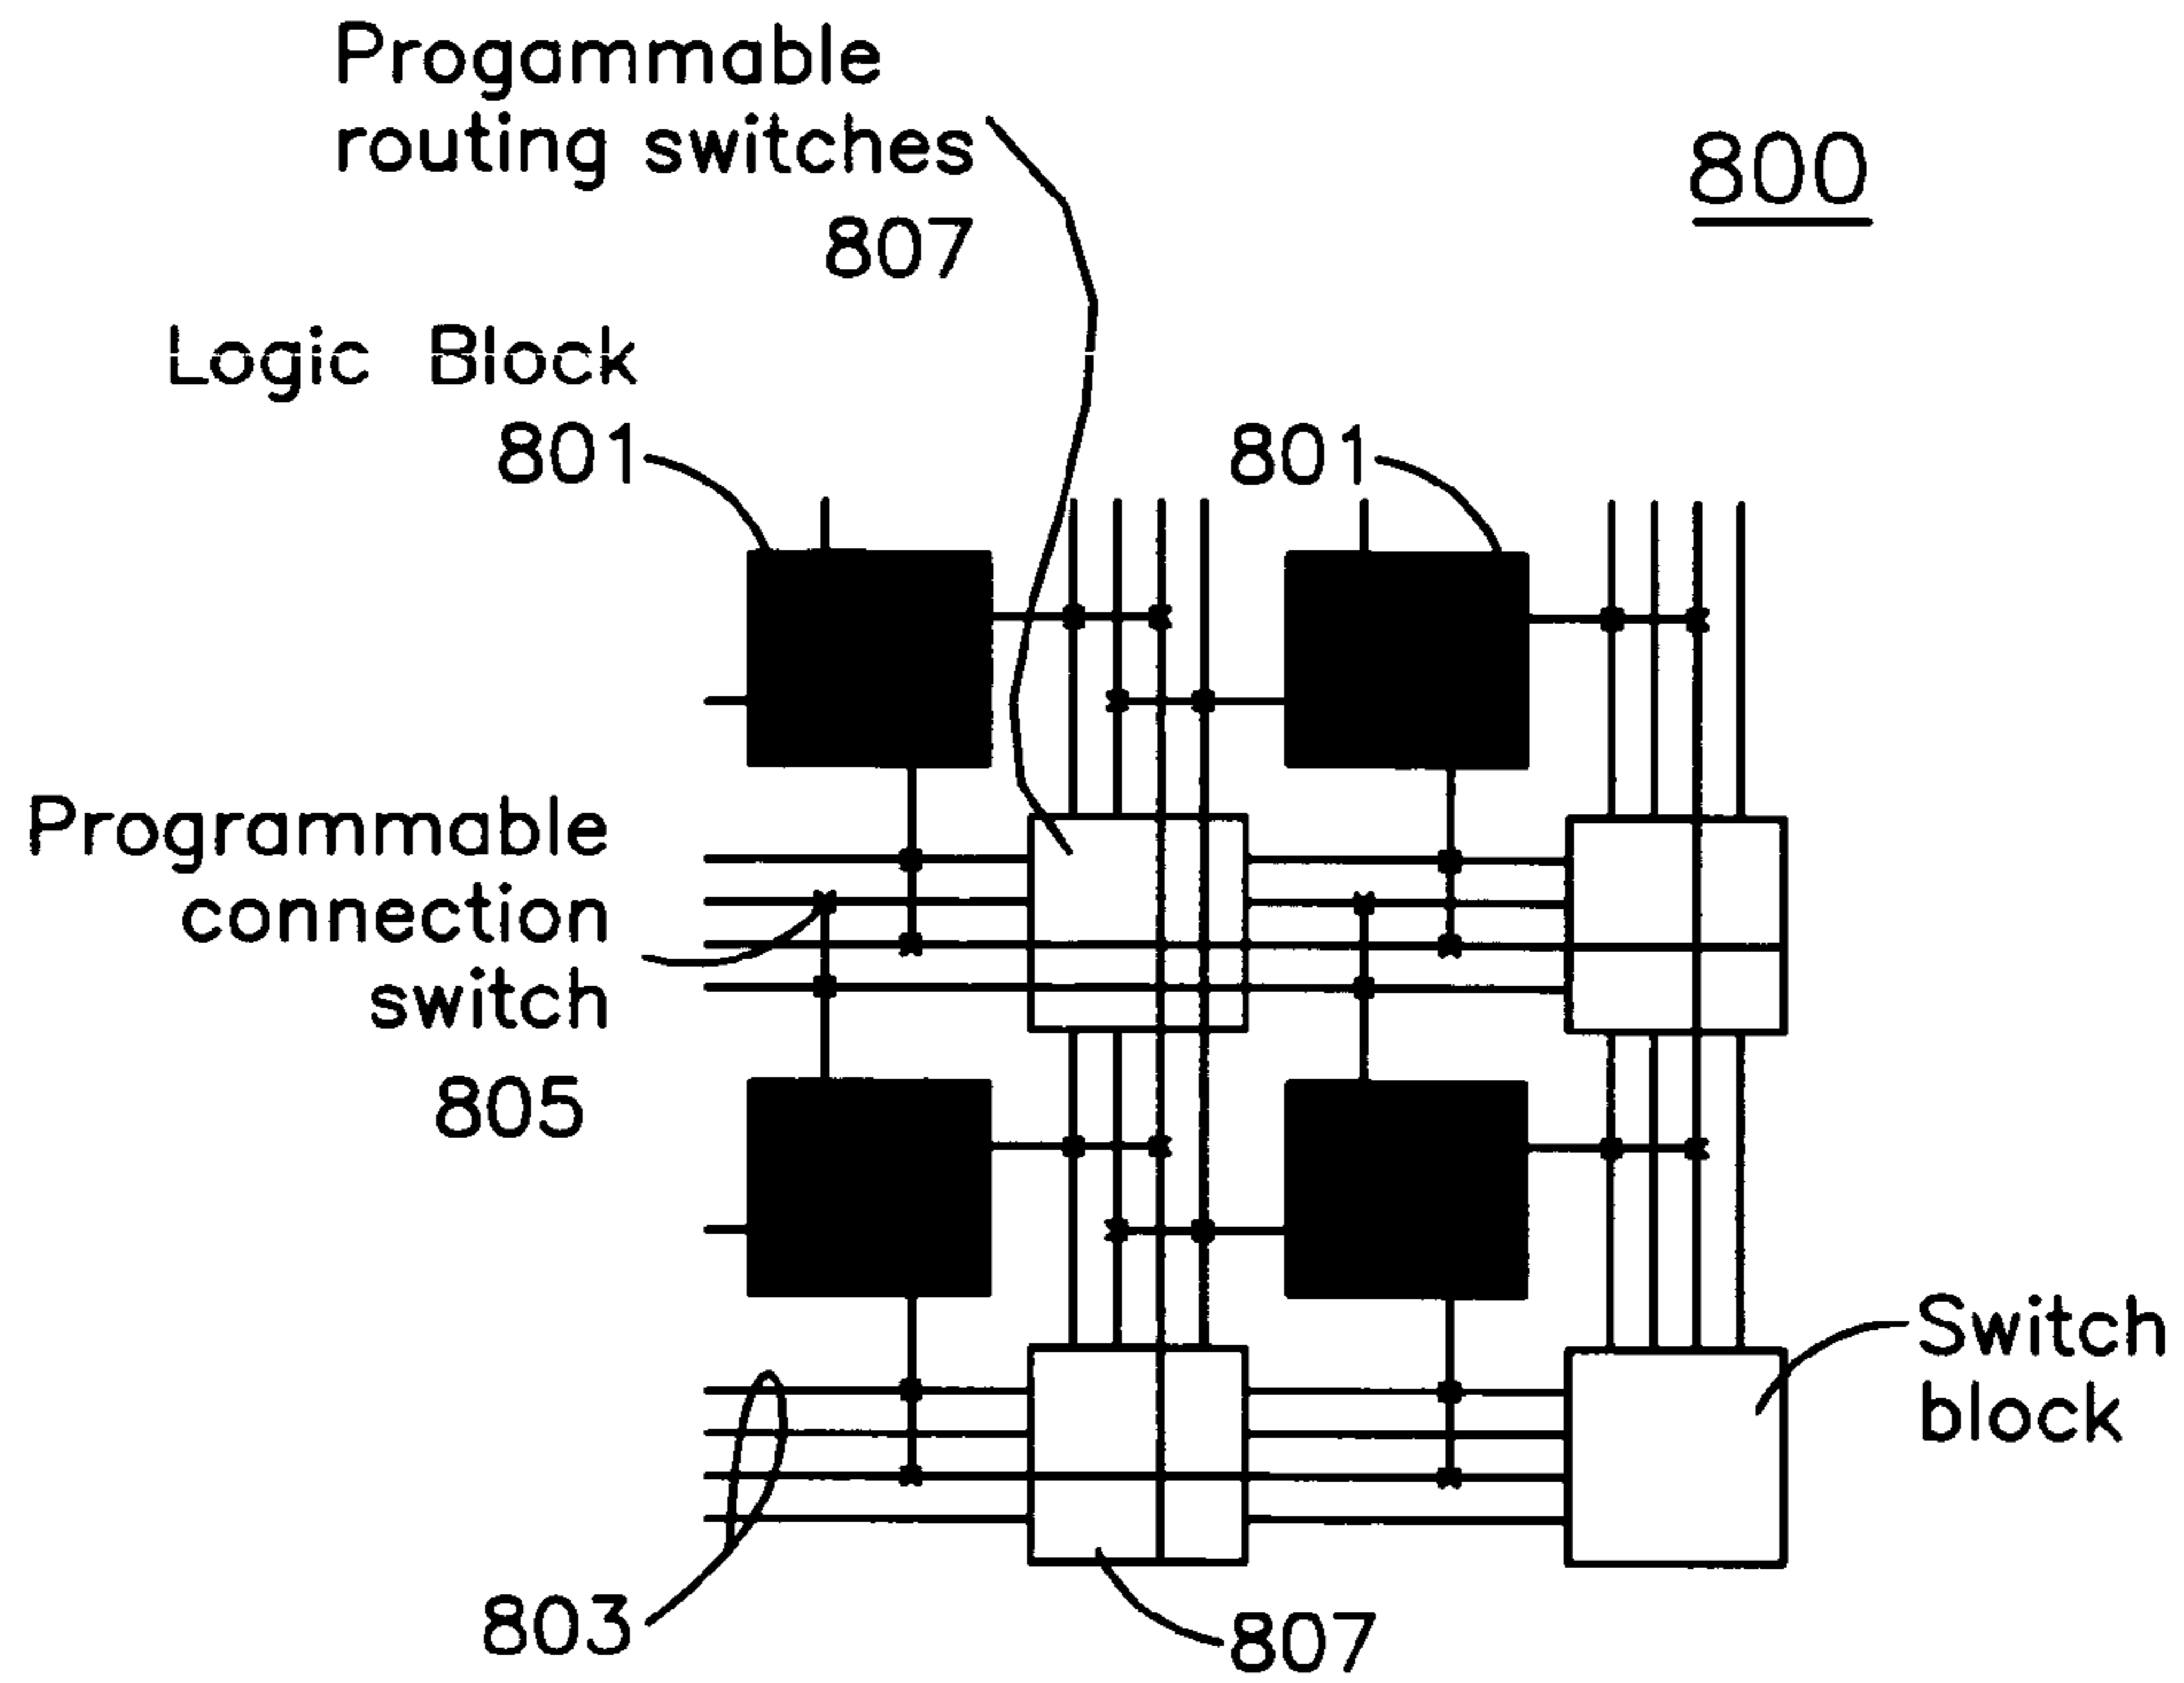 Progammable
routing switches
807
800
Logic Block
801
801
Programmable
connection
switch
805
Switch
block
803
807